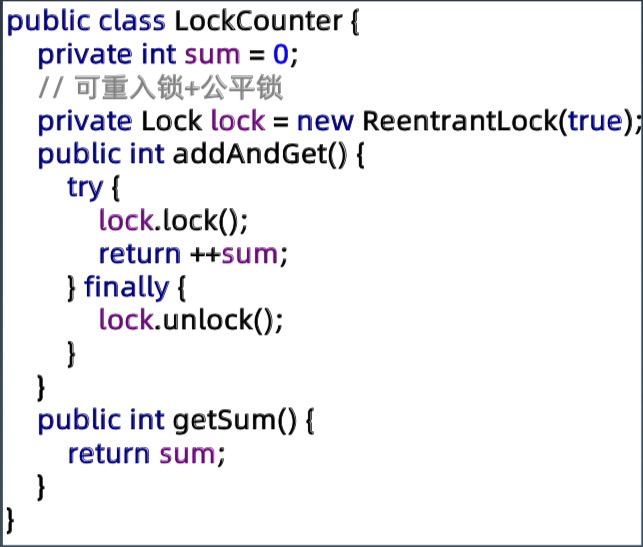 public class LockCounter {
private int sum = 0;
// 可重入锁+公平锁
private Lock lock = new ReentrantLock(true);
public int addAndGet() {
try {
lock.lock();
return ++sum;
} finally {
lock.unlock();
}
}
public int getSum() {
return sum;
}
}